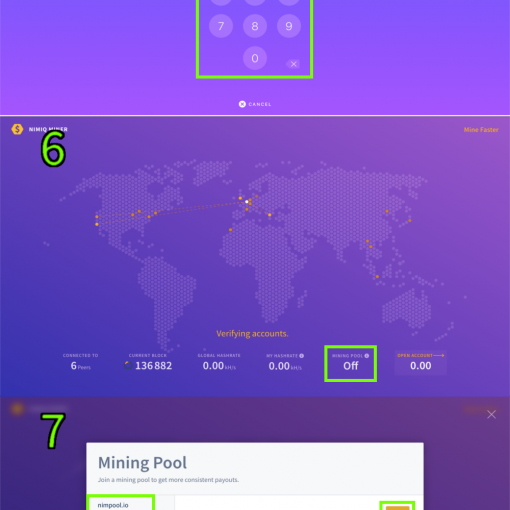 7 8 9
0
CANCEL
NIMIQ MINER
Mine Faster
6
Verifying accounts.
CONNECTED TO
6 Peers
CURRENT BLOCK
136 882
GLOBAL HASHRATE
0.00 kH/s
MY HASHRATE
0.00 kH/s
MINING POOL
Off
OPEN ACCOUNT
0.00
7
Mining Pool
Join a mining pool to get more consistent payouts.
nimpool.io